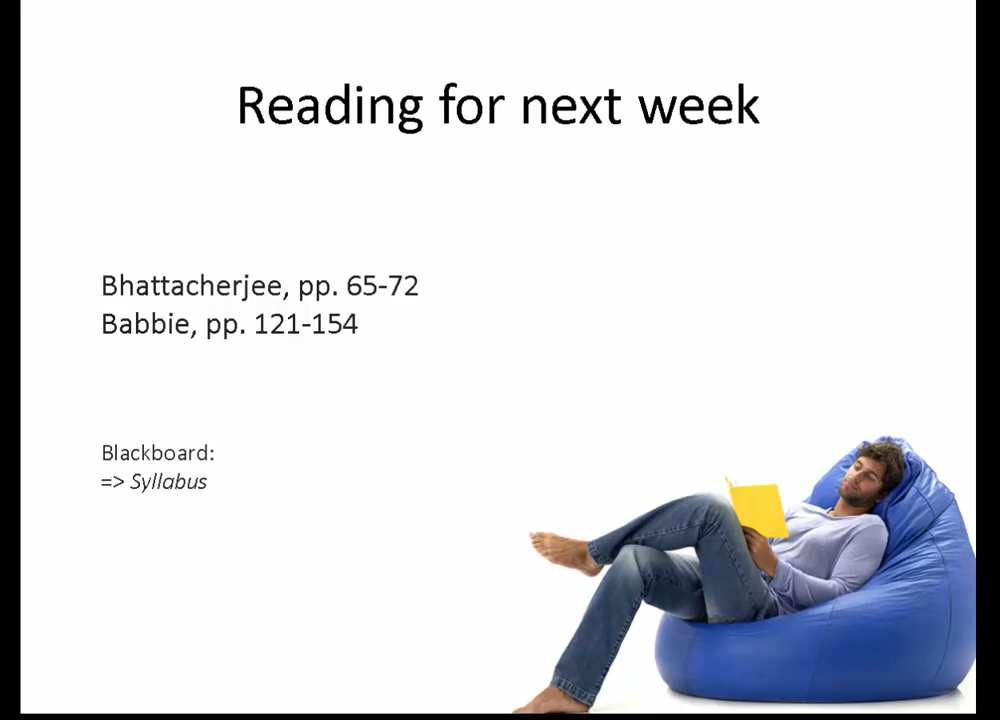 Reading for next week
Bhattacherjee, pp. 65-72
Babbie, pp. 121-154
Blackboard:
=> Syllabus